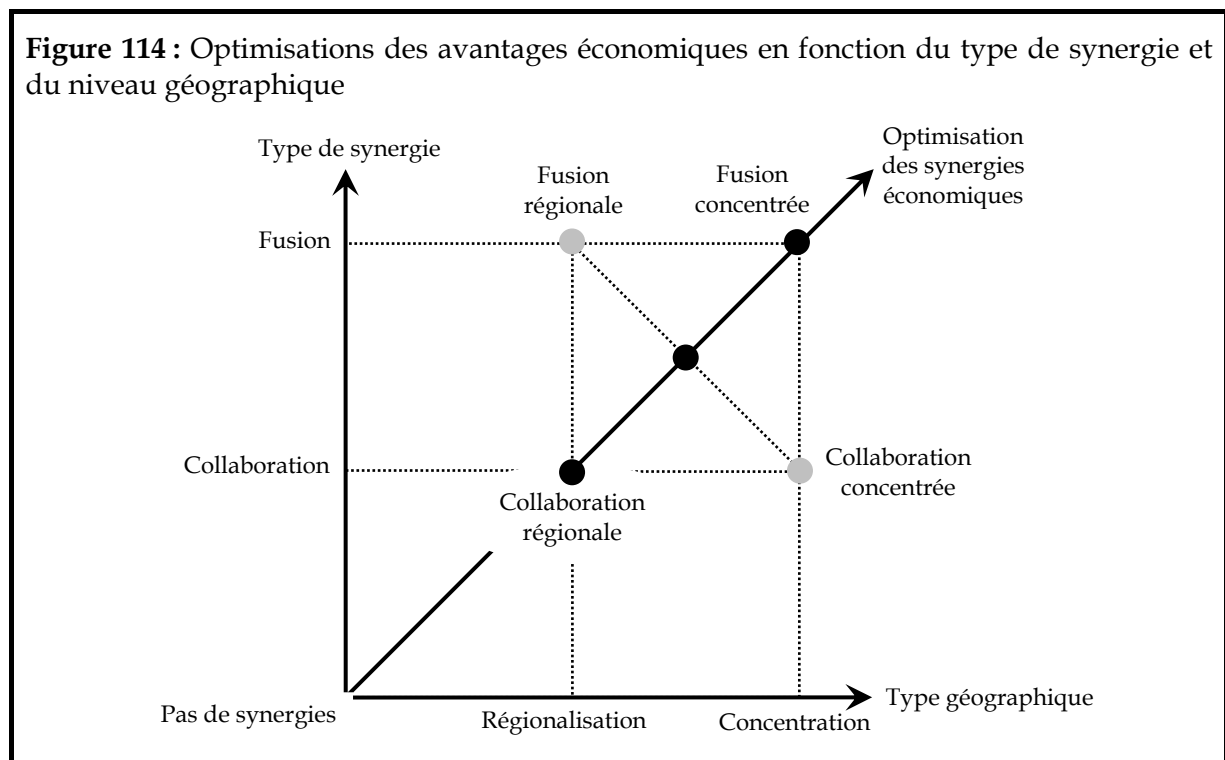 Figure 114 : Optimisations des avantages économiques en fonction du type de synergie et
du niveau géographique
Type de synergie
Optimisation
des synergies
économiques
Fusion
régionale
Fusion
concentrée
Fusion
Collaboration
Collaboration
concentrée
Collaboration
régionale
Pas de synergies
Régionalisation
Concentration
Type géographique